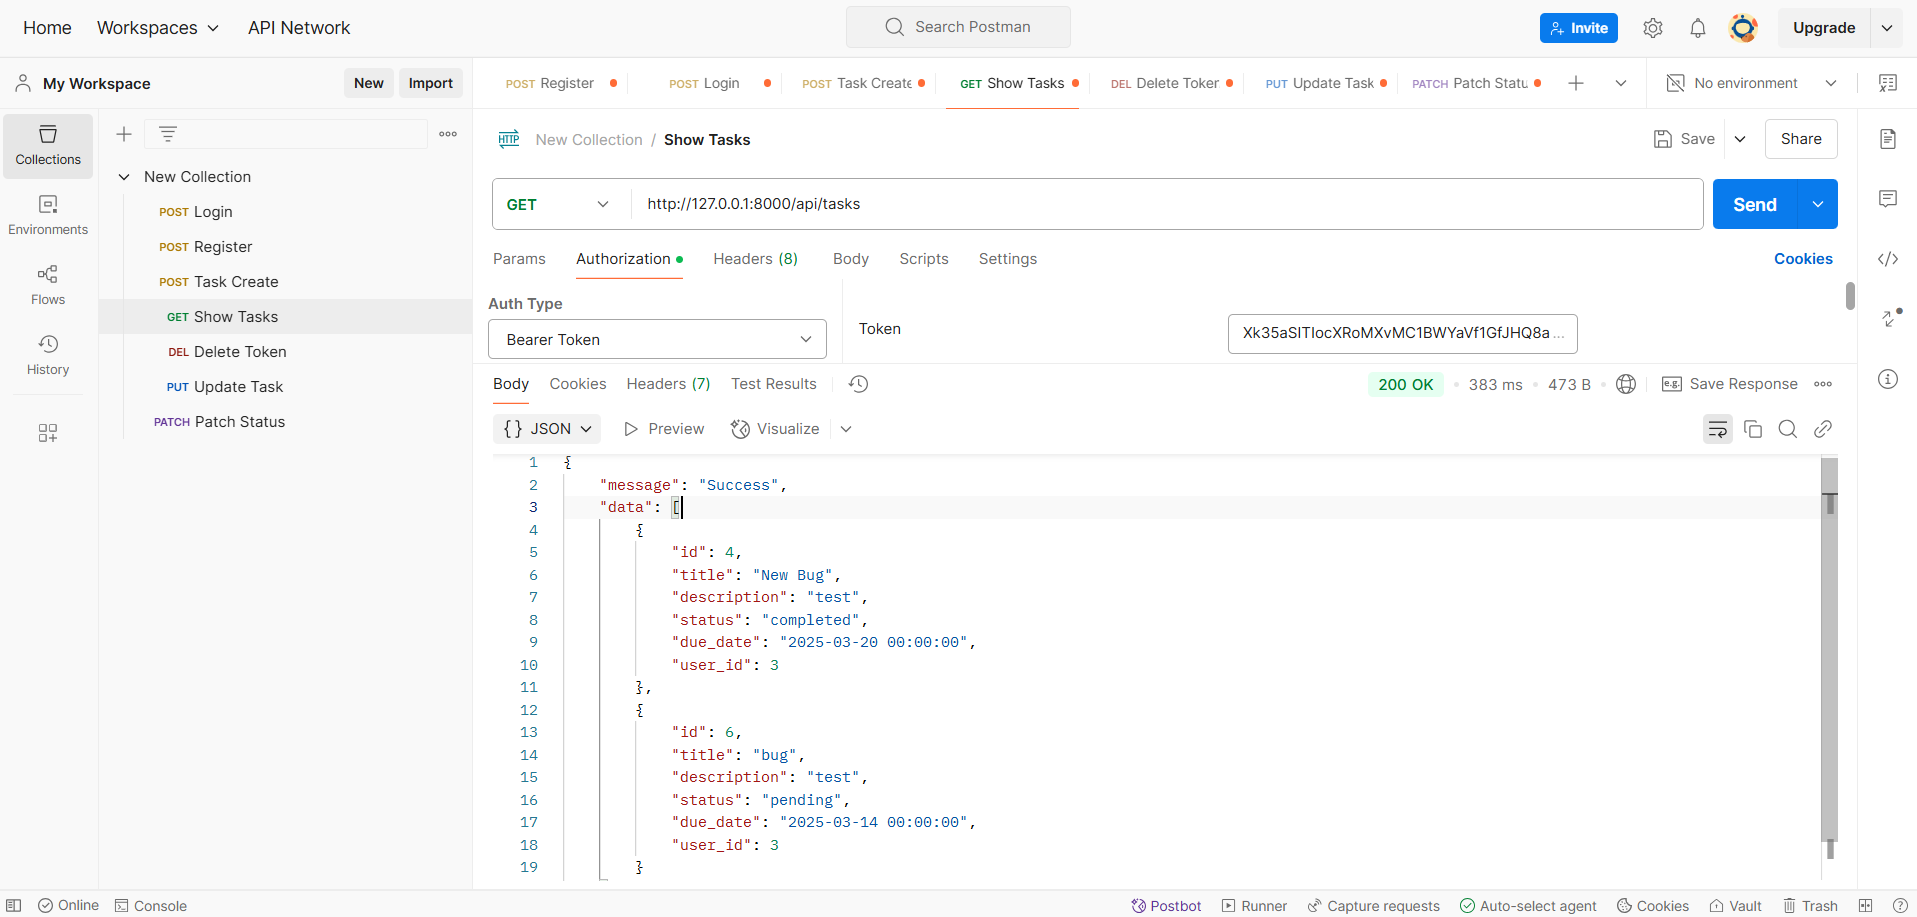 Home Workspaces API Network Search Postman Invite Upgrade
My Workspace New Import POST Register POST Login POST Task Create GET Show Tasks DEL Delete Token PUT Update Task PATCH Patch Statu No environment
Collections
Environments
Flows
History
New Collection
POST Login
POST Register
POST Task Create
GET Show Tasks
DEL Delete Token
PUT Update Task
PATCH Patch Status
HTTP New Collection / Show Tasks Save Share
GET http://127.0.0.1:8000/api/tasks Send
Params Authorization Headers (8) Body Scripts Settings Cookies
Auth Type
Bearer Token
Token Xk35aSITlocXRoMXvMC1BWYaVf1GfJHQ8a ...
Body Cookies Headers (7) Test Results 200 OK 383 ms 473 B e.g. Save Response
{} JSON Preview Visualize
1 {
2 "message": "Success",
3 "data": [
4 {
5 "id": 4,
6 "title": "New Bug",
7 "description": "test",
8 "status": "completed",
9 "due_date": "2025-03-20 00:00:00",
10 "user_id": 3
11 },
12 {
13 "id": 6,
14 "title": "bug",
15 "description": "test",
16 "status": "pending",
17 "due_date": "2025-03-14 00:00:00",
18 "user_id": 3
19 }
Online Console Postbot Runner Capture requests Auto-select agent Cookies Vault Trash